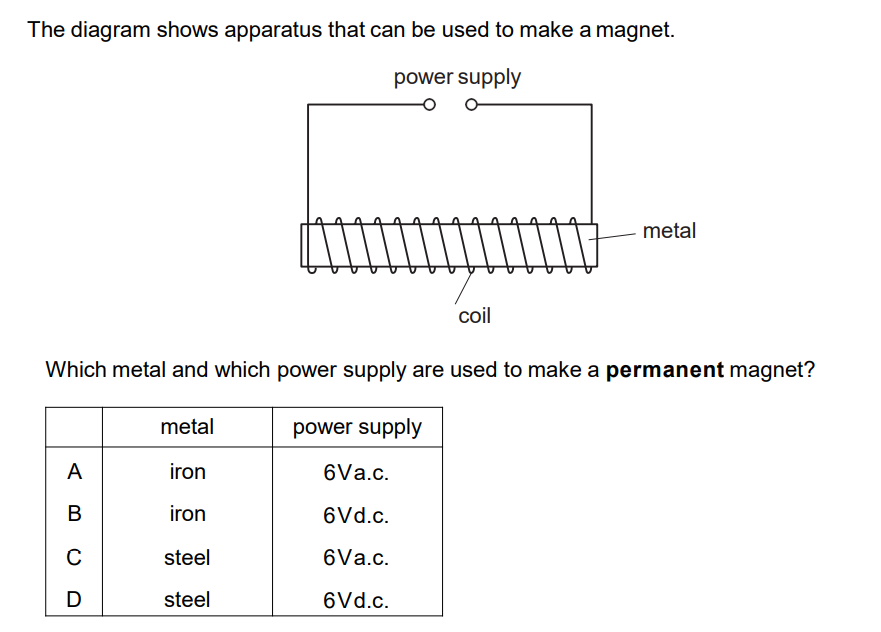 The diagram shows apparatus that can be used to make a magnet.
power supply
metal
coil
Which metal and which power supply are used to make a permanent magnet?
metal power supply
A iron 6Va.c.
B iron 6Vd.c.
C steel 6Va.c.
D steel 6Vd.c.